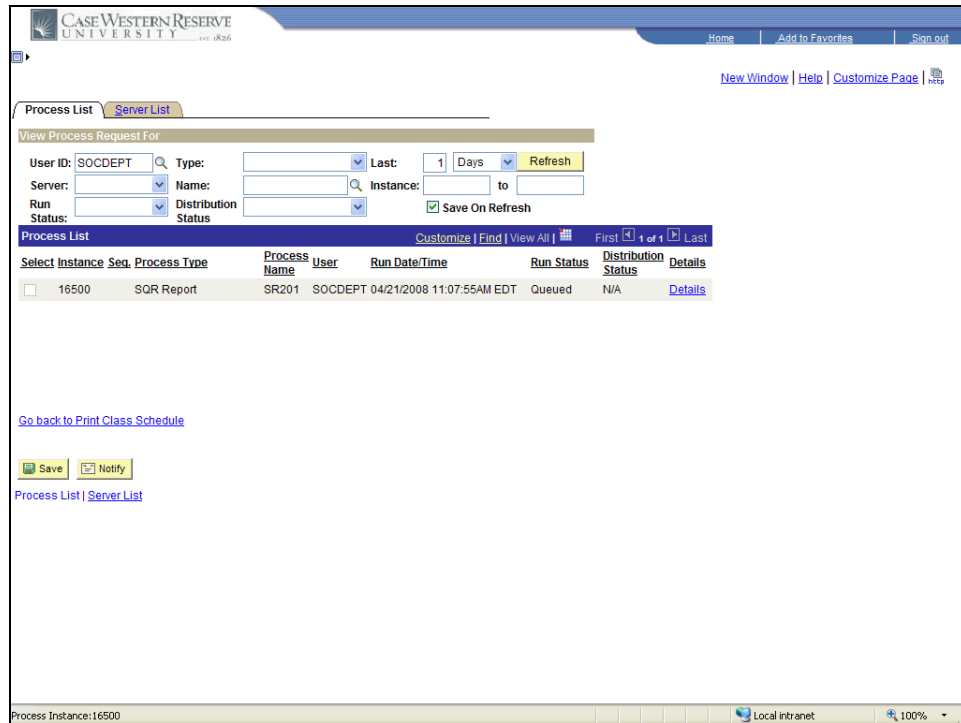 CASE WESTERN RESERVE
UNIVERSITY EST 1826
Home Add to Favorites Sign out
New Window | Help | Customize Page | http
Process List Server List
View Process Request For
User ID: SOCDEPT Type: Last: 1 Days Refresh
Server: Name: Instance: to
Run Status: Distribution Status Save On Refresh
Process List Customize | Find | View All | First 1 of 1 Last
Select Instance Seq. Process Type Process Name User Run Date/Time Run Status Distribution Status Details
16500 SQR Report SR201 SOCDEPT 04/21/2008 11:07:55AM EDT Queued N/A Details
Go back to Print Class Schedule
Save Notify
Process List | Server List
Process Instance:16500 Local intranet 100%